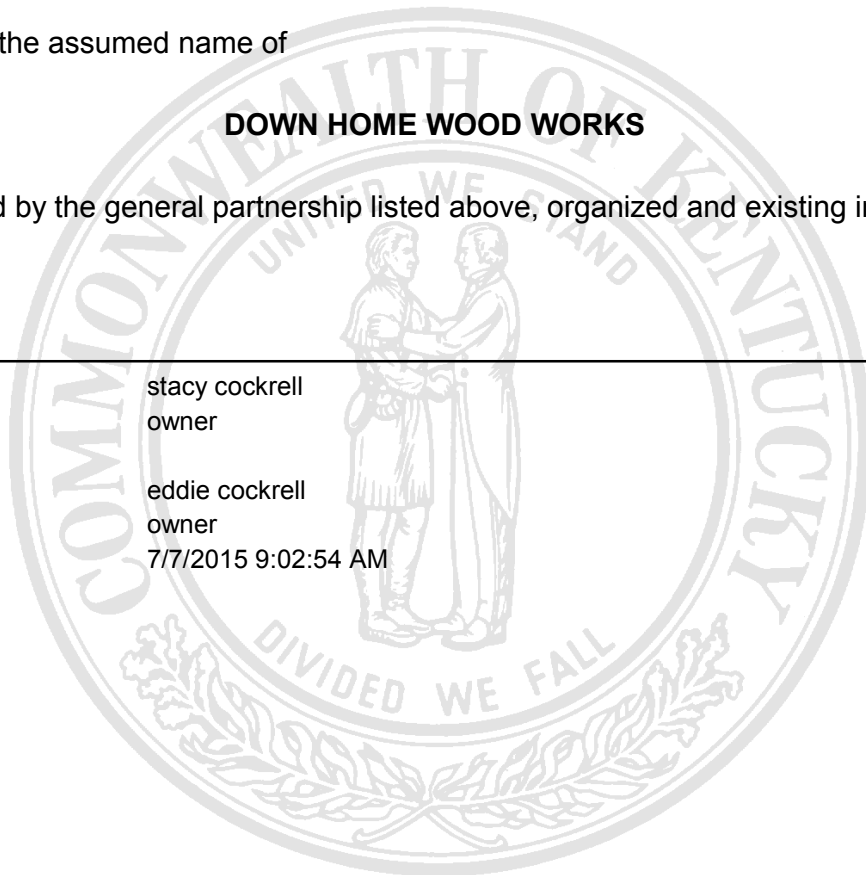 the assumed name of
DOWN HOME WOOD WORKS
d by the general partnership listed above, organized and existing i
stacy cockrell
owner
eddie cockrell
owner
7/7/2015 9:02:54 AM
COMMONWEALTH OF KENTUCKY
UNITED WE STAND
DIVIDED WE FALL